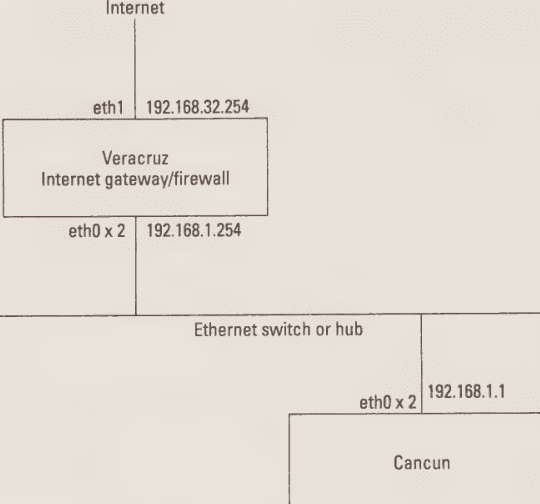 Internet
eth1 192.168.32.254
Veracruz
Internet gateway/firewall
eth0 x 2 192.168.1.254
Ethernet switch or hub
eth0 x 2 192.168.1.1
Cancun